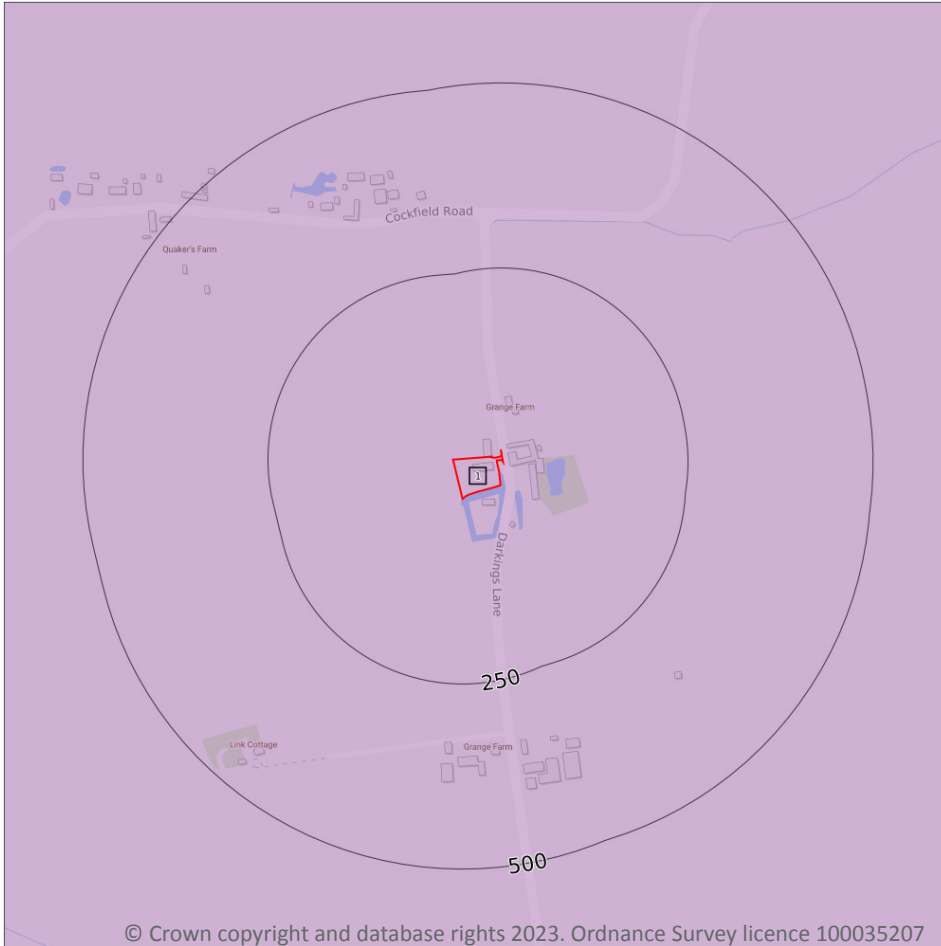 Cockfield Road
Quaker's Farm
Grange Farm
1
Darkings Lane
250
Link Cottage
Grange Farm
500
© Crown copyright and database rights 2023. Ordnance Survey licence 100035207